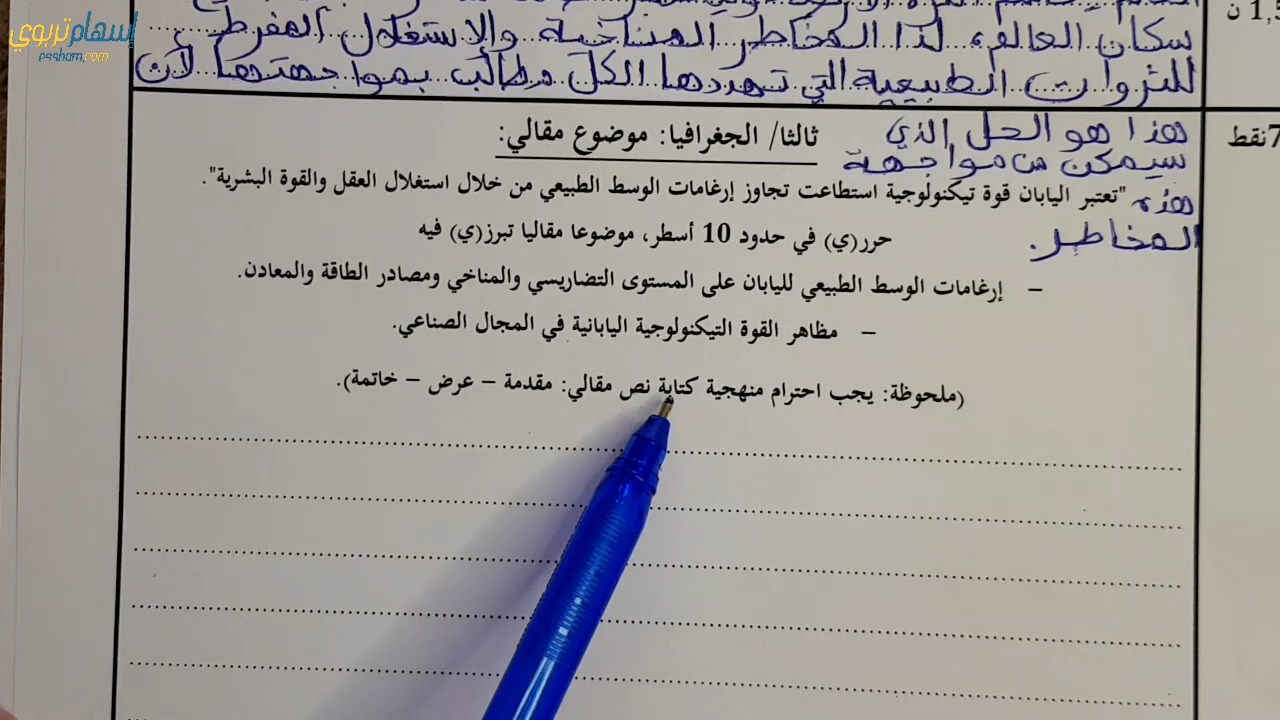 إسهام تربوي
essham.com
1,5 ن
سكان العالم، لذا المخاطر المناخية والاستغلال المفرط
للثروات الطبيعية التي تهددها الكل مطالب بمواجهتها لأن
هذا هو الحل الذي
سيمكن من مواجهة
هذه
المخاطر.
7نقط
ثالثا/ الجغرافيا: موضوع مقالي:
"تعتبر اليابان قوة تيكنولوجية استطاعت تجاوز إرغامات الوسط الطبيعي من خلال استغلال العقل والقوة البشرية".
حرر(ي) في حدود 10 أسطر، موضوعا مقاليا تبرز(ي) فيه
– إرغامات الوسط الطبيعي لليابان على المستوى التضاريسي والمناخي ومصادر الطاقة والمعادن.
– مظاهر القوة التيكنولوجية اليابانية في المجال الصناعي.
(ملحوظة: يجب احترام منهجية كتابة نص مقالي: مقدمة – عرض – خاتمة).